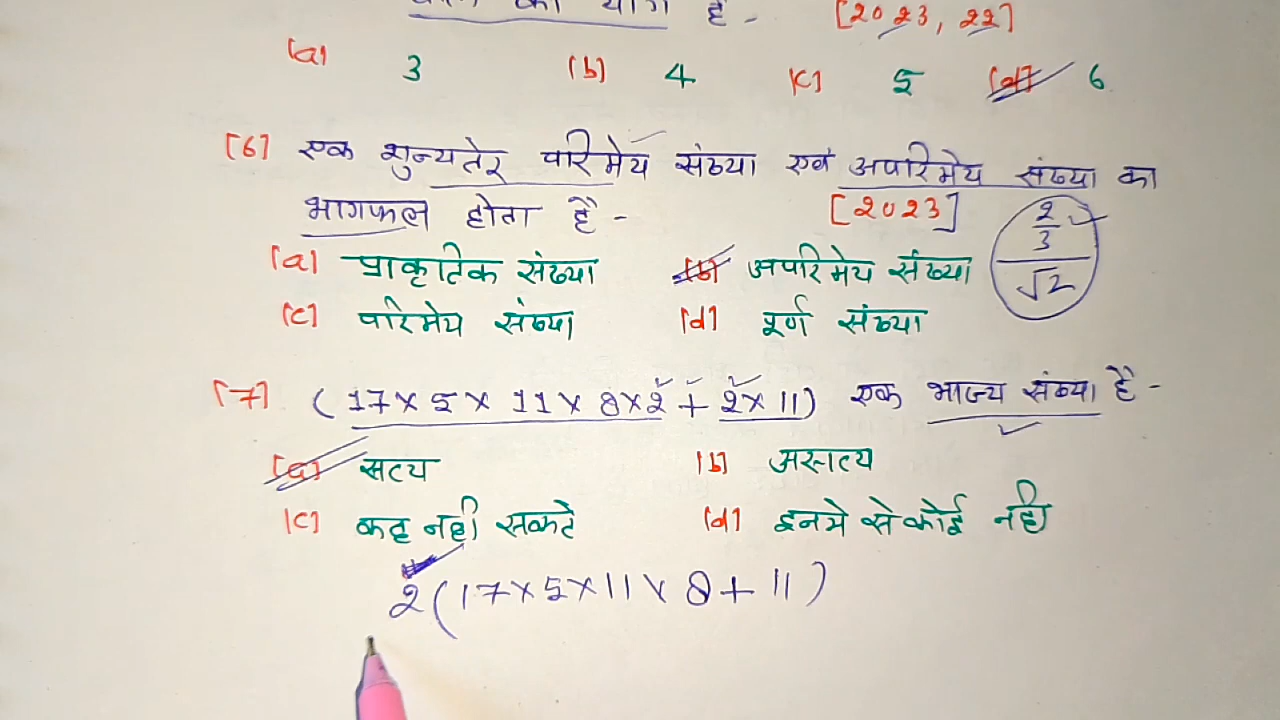 का योग है - [2023, 22]
(a) 3 (b) 4 (c) 5 (d) 6
[6] एक शुन्यतेर परिमेय संख्या एवं अपरिमेय संख्या का
भागफल होता है - [2023]
2/3
√2
(a) प्राकृतिक संख्या (b) अपरिमेय संख्या
(c) परिमेय संख्या (d) पूर्ण संख्या
[7] (17×5×11×8×2 + 2×11) एक भाज्य संख्या है -
(a) सत्य (b) असत्य
(c) कह नही सकते (d) इनमे से कोई नही
2(17×5×11×8+11)